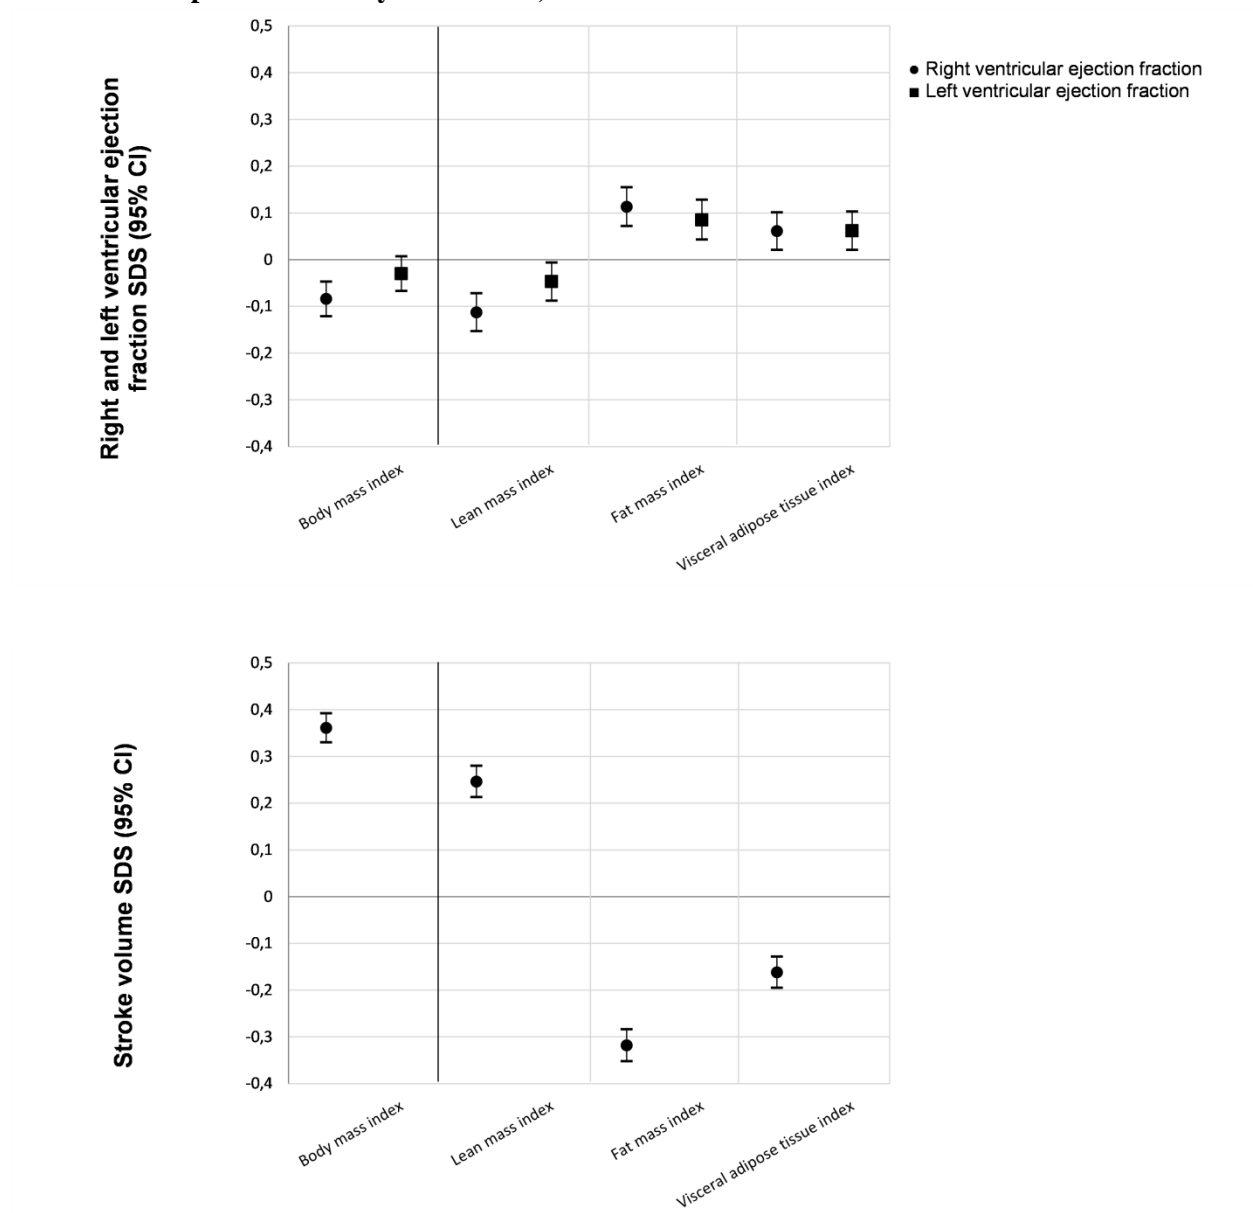 0,5
0,4
0,3
0,2
0,1
0
-0,1
-0,2
-0,3
-0,4
Right and left ventricular ejection
fraction SDS (95% CI)
Right ventricular ejection fraction
Left ventricular ejection fraction
Body mass index
Lean mass index
Fat mass index
Visceral adipose tissue index
0,5
0,4
0,3
0,2
0,1
0
-0,1
-0,2
-0,3
-0,4
Stroke volume SDS (95% CI)
Body mass index
Lean mass index
Fat mass index
Visceral adipose tissue index